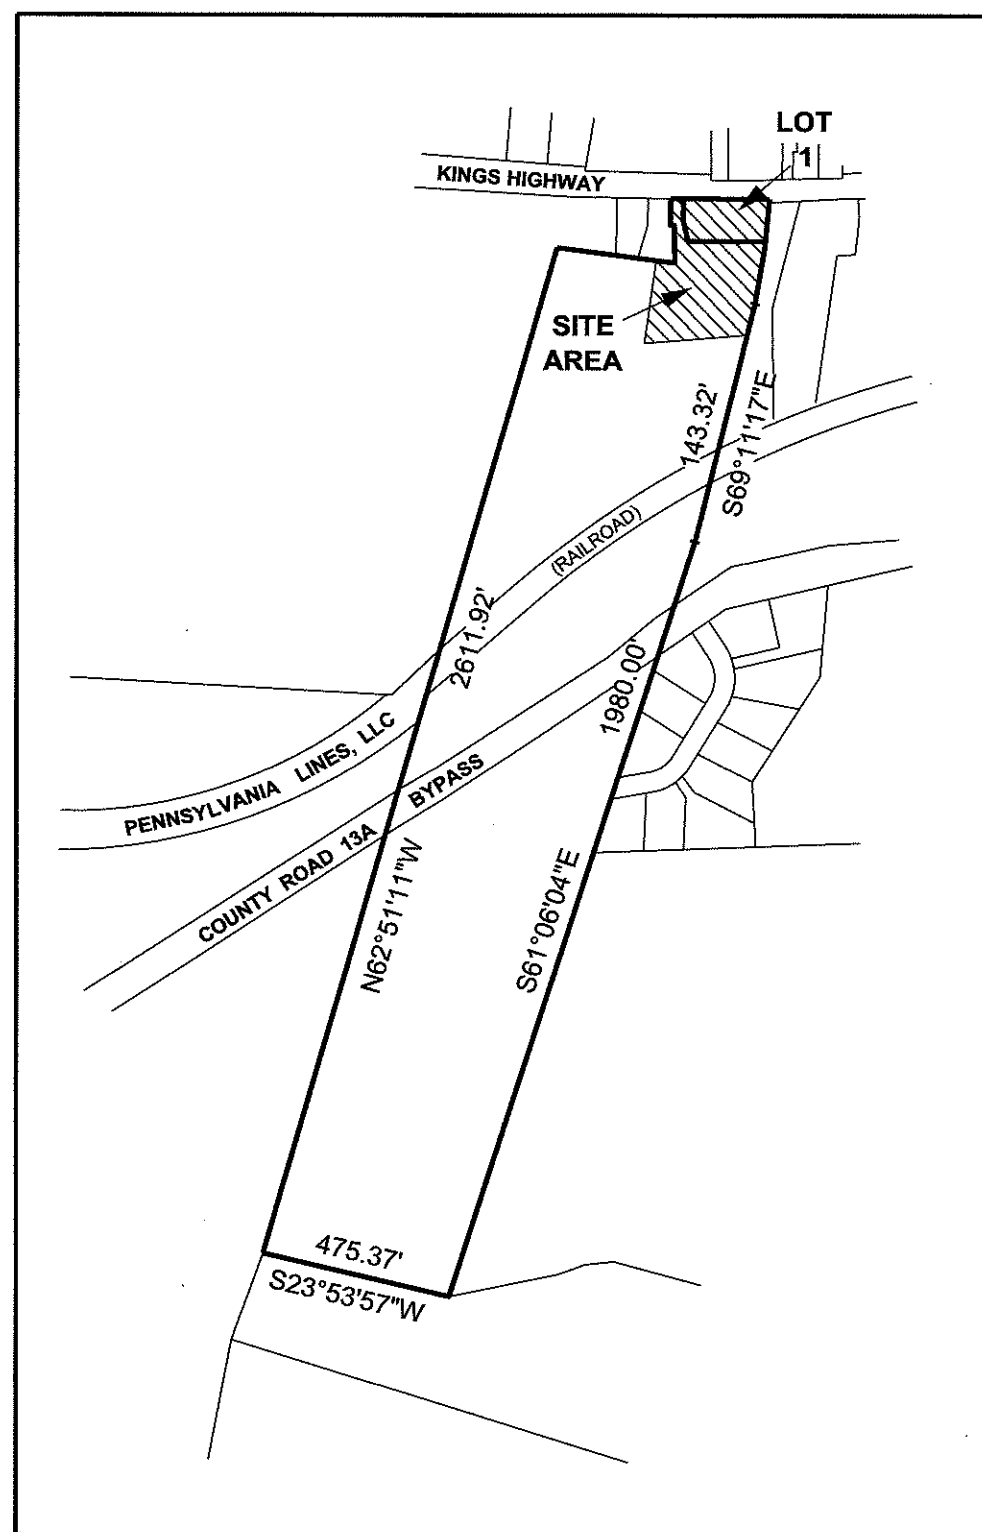 LOT
1
KINGS HIGHWAY
SITE
AREA
143.32'
S69°11'17"E
(RAILROAD)
2611.92'
1980.00'
PENNSYLVANIA LINES, LLC
COUNTY ROAD 13A BYPASS
N62°51'11"W
S61°06'04"E
475.37'
S23°53'57"W